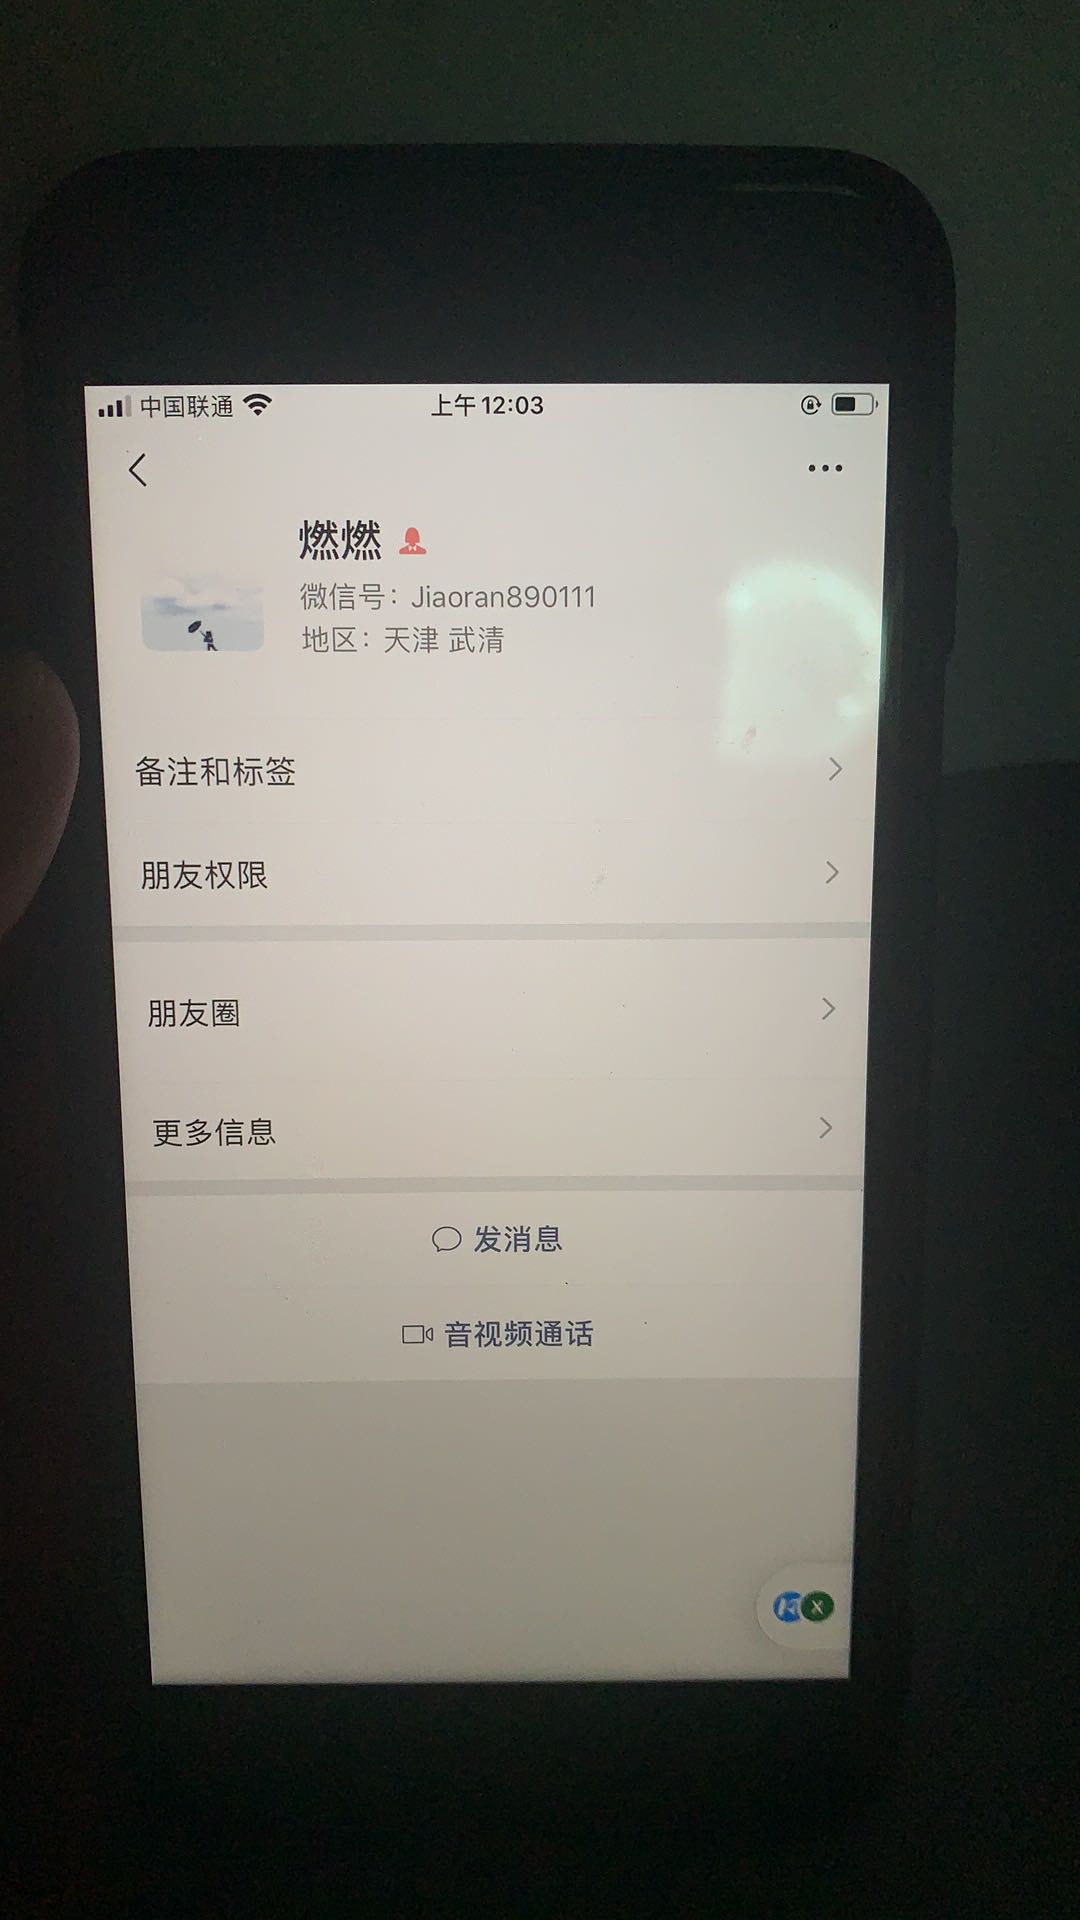 中国联通 上午12:03
燃燃
微信号：Jiaoran890111
地区：天津 武清
备注和标签
朋友权限
朋友圈
更多信息
发消息
音视频通话
X